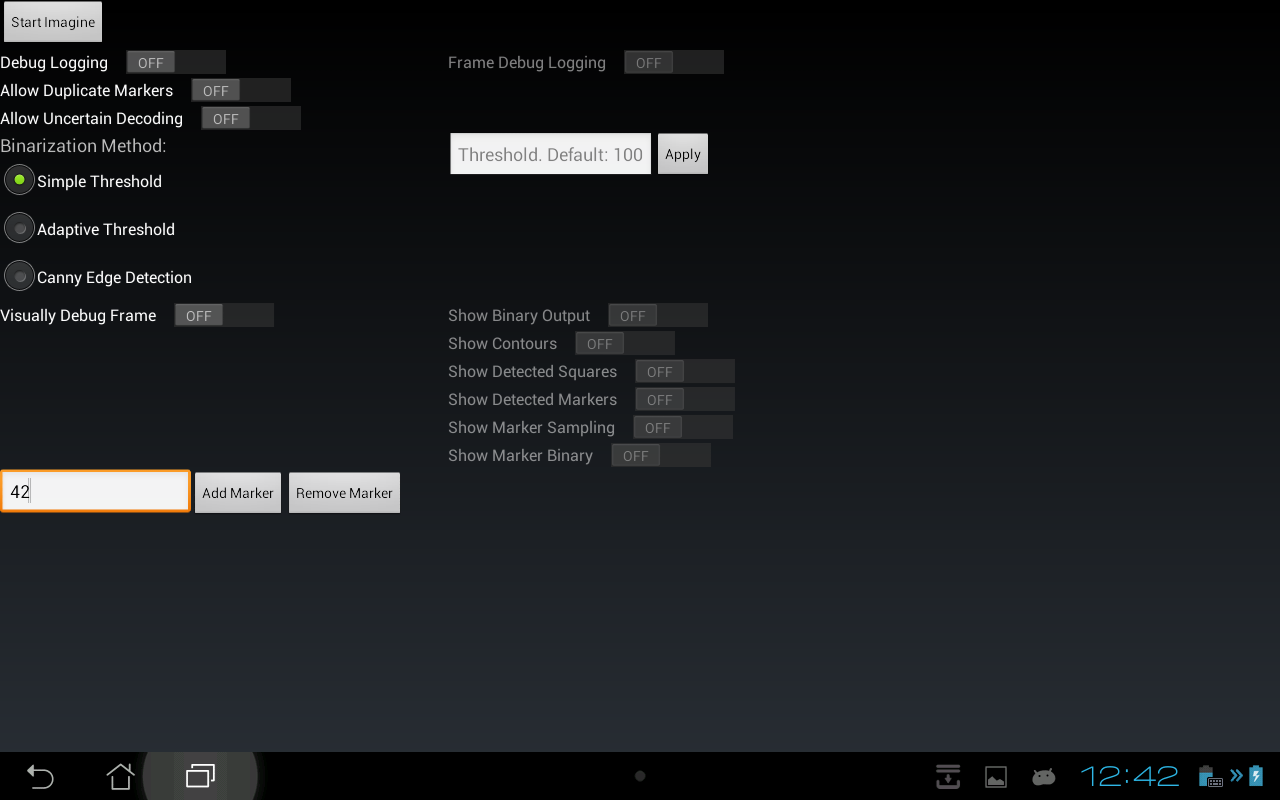 Start Imagine
Debug Logging OFF Frame Debug Logging OFF
Allow Duplicate Markers OFF
Allow Uncertain Decoding OFF
Binarization Method: Threshold. Default: 100 Apply
Simple Threshold
Adaptive Threshold
Canny Edge Detection
Visually Debug Frame OFF Show Binary Output OFF
Show Contours OFF
Show Detected Squares OFF
Show Detected Markers OFF
Show Marker Sampling OFF
Show Marker Binary OFF
42 Add Marker Remove Marker
12:42